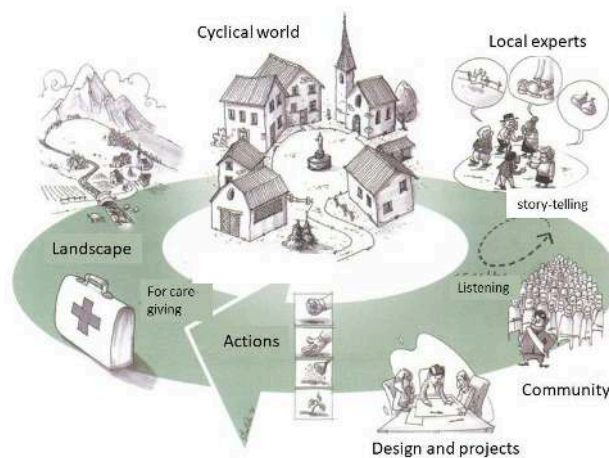 Cyclical world
Local experts
story-telling
Landscape
Listening
For care-
giving
Actions
Community
Design and projects